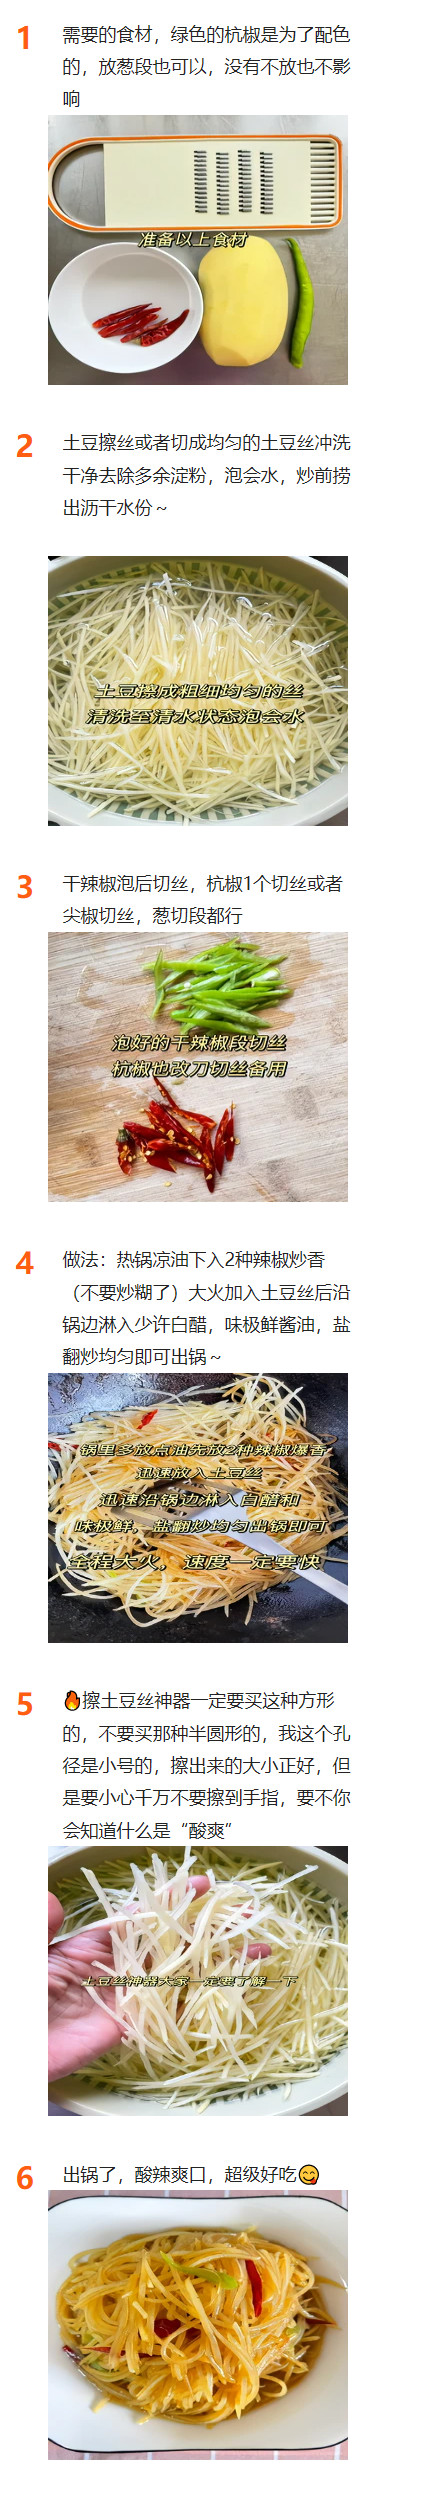 1
需要的食材，绿色的杭椒是为了配色
的，放葱段也可以，没有不放也不影
响
准备以上食材
2
土豆擦丝或者切成均匀的土豆丝冲洗
干净去除多余淀粉，泡会水，炒前捞
出沥干水份～
土豆擦成粗细均匀的丝
清洗至清水状态泡会水
3
干辣椒泡后切丝，杭椒1个切丝或者
尖椒切丝，葱切段都行
泡好的干辣椒段切丝
杭椒也改刀切丝备用
4
做法：热锅凉油下入2种辣椒炒香
（不要炒糊了）大火加入土豆丝后沿
锅边淋入少许白醋，味极鲜酱油，盐
翻炒均匀即可出锅～
锅里多放点油先放2种辣椒爆香
迅速放入土豆丝
迅速沿锅边淋入白醋和
味极鲜，盐翻炒均匀出锅即可
全程大火，速度一定要快
5
🔥擦土豆丝神器一定要买这种方形
的，不要买那种半圆形的，我这个孔
径是小号的，擦出来的大小正好，但
是要小心千万不要擦到手指，要不你
会知道什么是“酸爽”
土豆丝神器大家一定要了解一下
6
出锅了，酸辣爽口，超级好吃😋